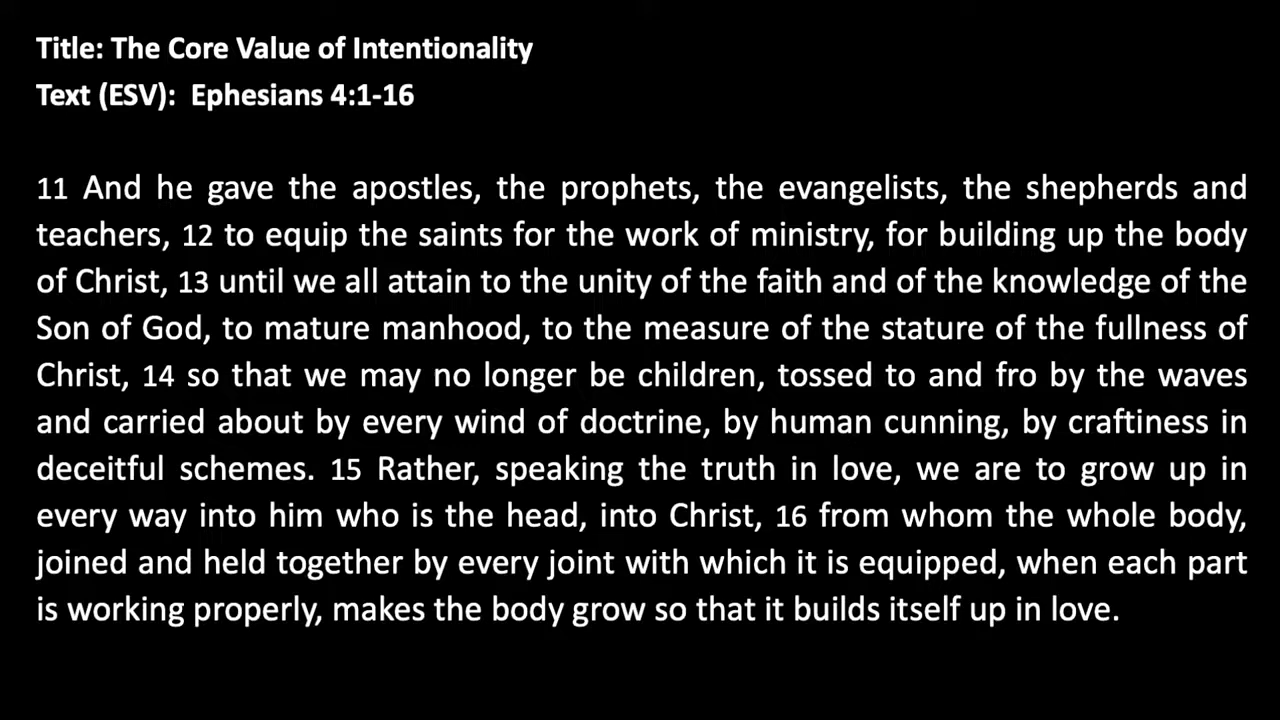 Title: The Core Value of Intentionality
Text (ESV): Ephesians 4:1-16
11 And he gave the apostles, the prophets, the evangelists, the shepherds and
teachers, 12 to equip the saints for the work of ministry, for building up the body
of Christ, 13 until we all attain to the unity of the faith and of the knowledge of the
Son of God, to mature manhood, to the measure of the stature of the fullness of
Christ, 14 so that we may no longer be children, tossed to and fro by the waves
and carried about by every wind of doctrine, by human cunning, by craftiness in
deceitful schemes. 15 Rather, speaking the truth in love, we are to grow up in
every way into him who is the head, into Christ, 16 from whom the whole body,
joined and held together by every joint with which it is equipped, when each part
is working properly, makes the body grow so that it builds itself up in love.